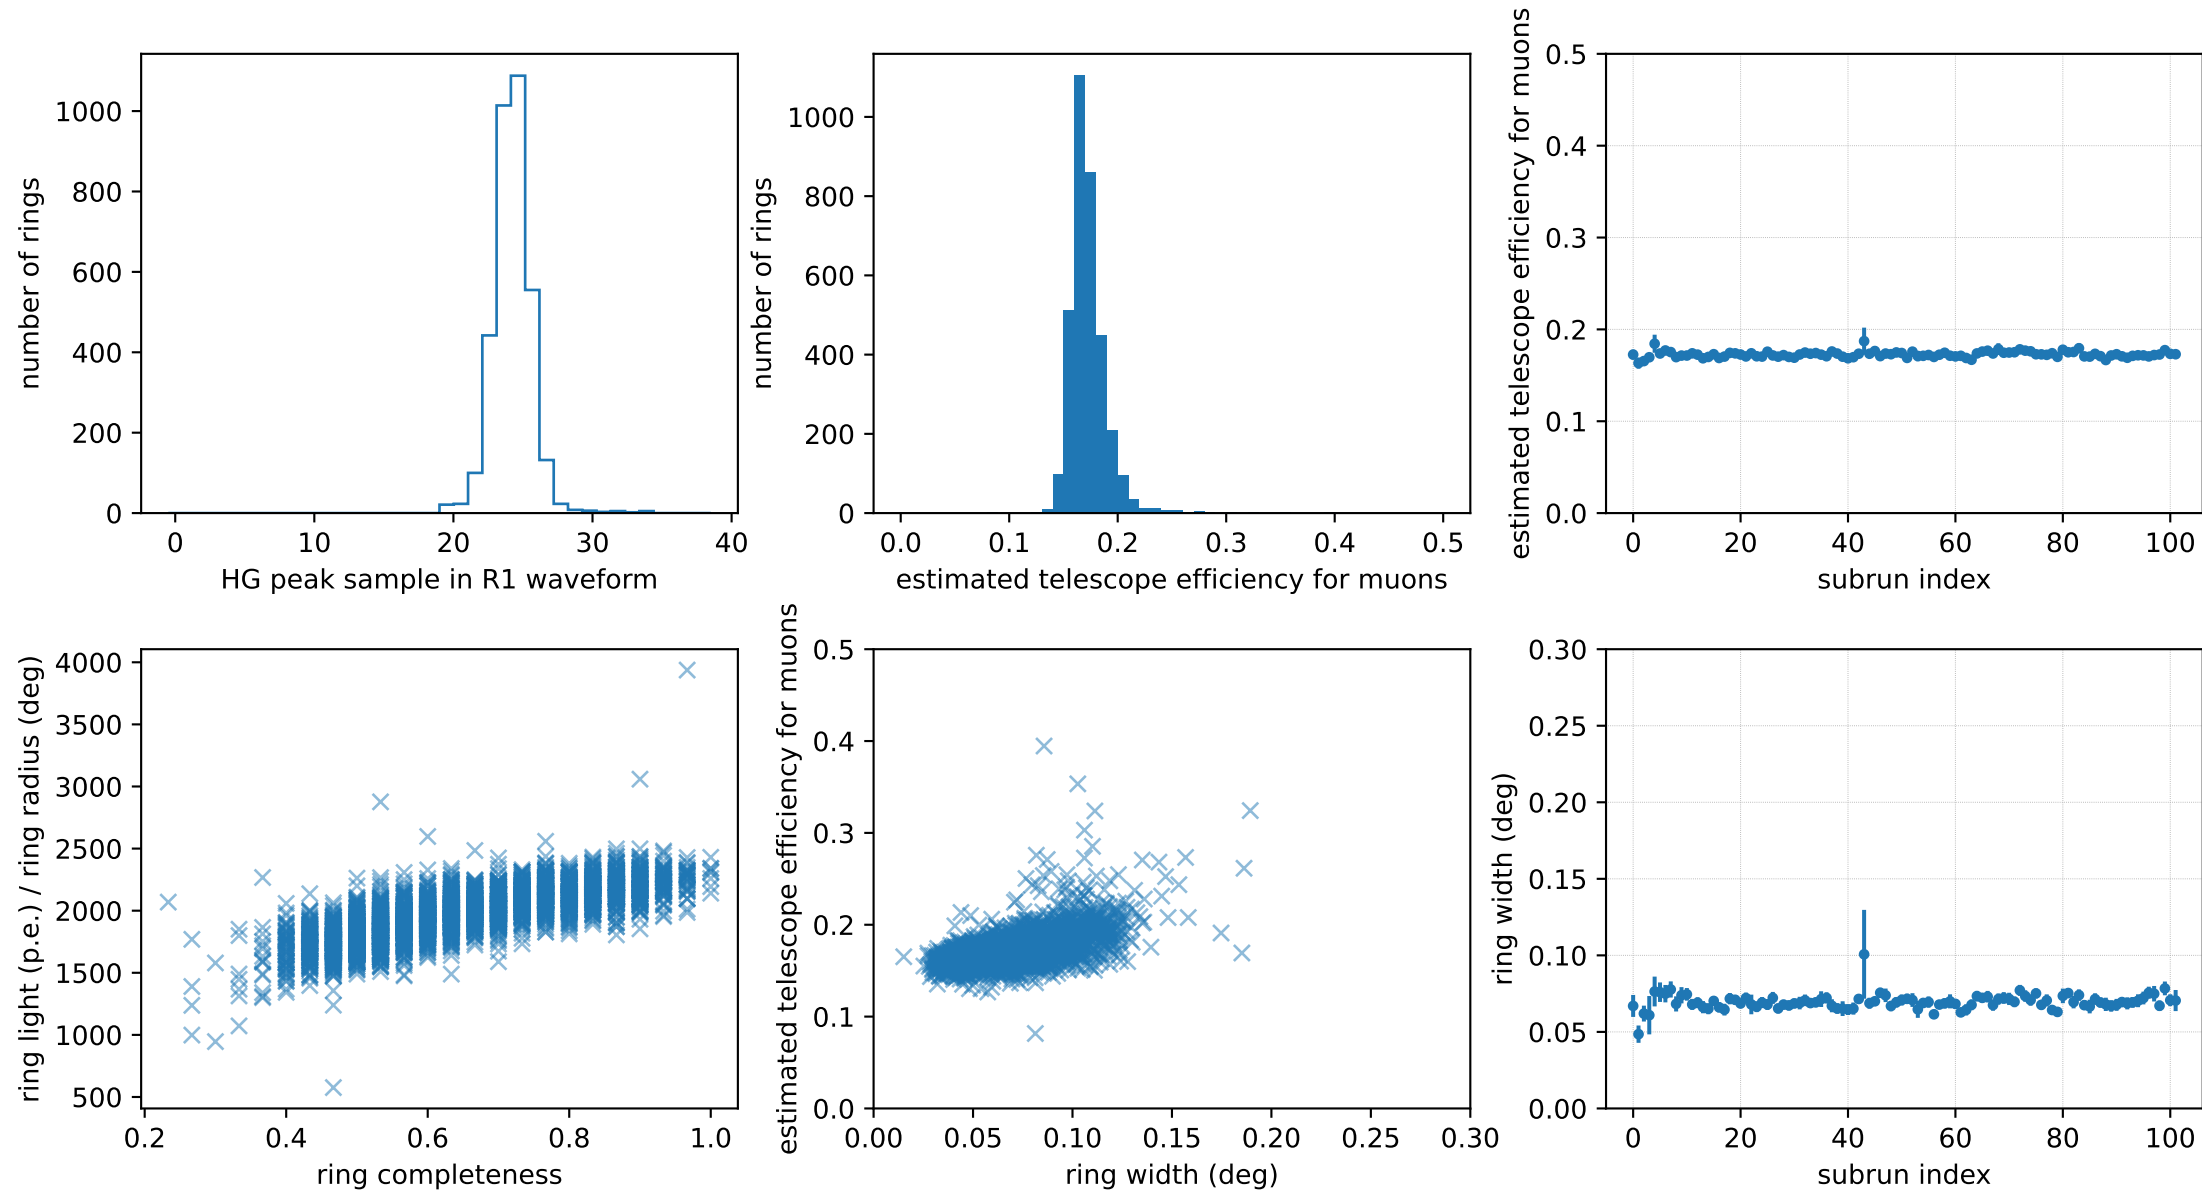 number of rings
1000
800
600
400
200
0
0 10 20 30 40
HG peak sample in R1 waveform
number of rings
1000
800
600
400
200
0
0.0 0.1 0.2 0.3 0.4 0.5
estimated telescope efficiency for muons
estimated telescope efficiency for muons
0.5
0.4
0.3
0.2
0.1
0.0
0 20 40 60 80 100
subrun index
ring light (p.e.) / ring radius (deg)
4000
3500
3000
2500
2000
1500
1000
500
0.2 0.4 0.6 0.8 1.0
ring completeness
estimated telescope efficiency for muons
0.5
0.4
0.3
0.2
0.1
0.0
0.00 0.05 0.10 0.15 0.20 0.25 0.30
ring width (deg)
ring width (deg)
0.30
0.25
0.20
0.15
0.10
0.05
0.00
0 20 40 60 80 100
subrun index